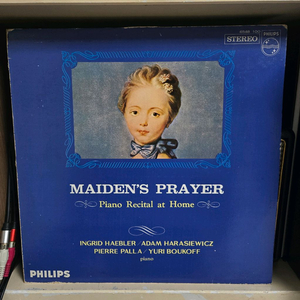 STEREO
PHILIPS
MAIDEN'S PRAYER
Piano Recital at Home
INGRID HAEBLER · ADAM HARASIEWICZ
PIERRE PALLA · YURI BOUKOFF
piano
PHILIPS